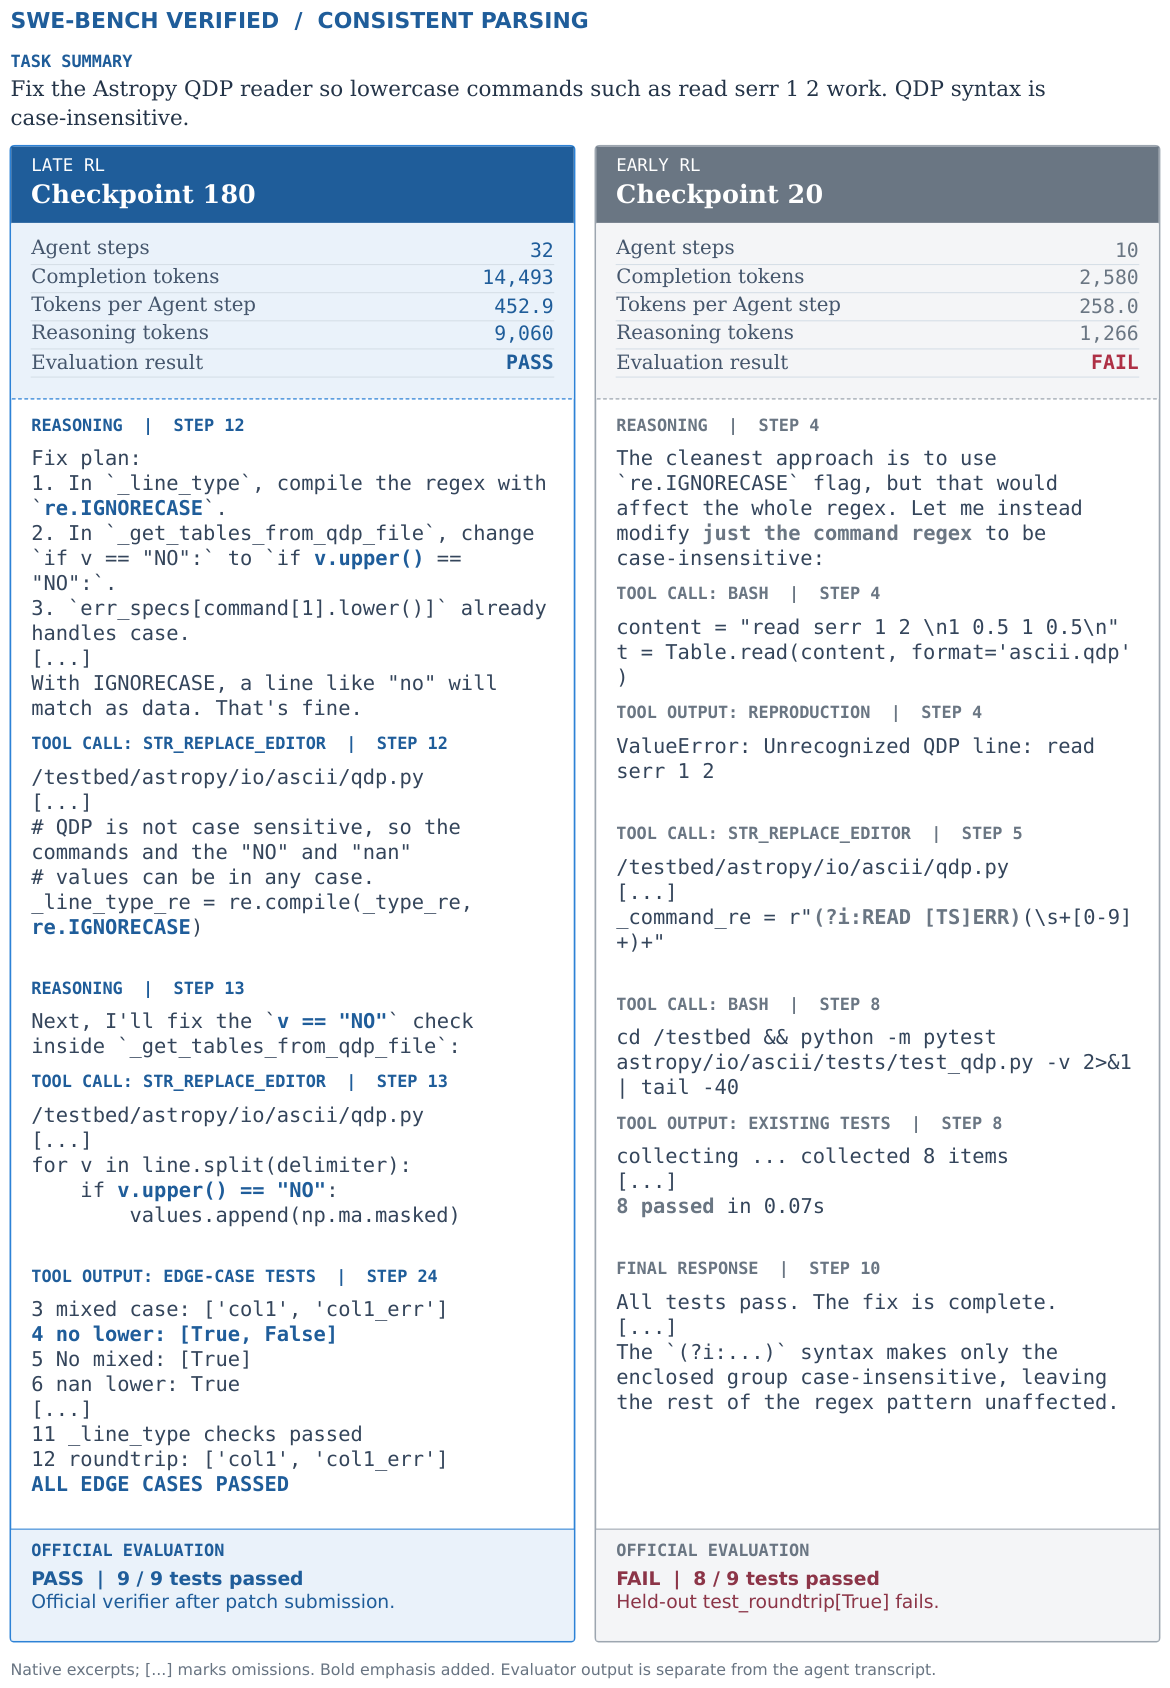 SWE-BENCH VERIFIED / CONSISTENT PARSING
TASK SUMMARY
Fix the Astropy QDP reader so lowercase commands such as read serr 1 2 work. QDP syntax is
case-insensitive.
LATE RL
Checkpoint 180
Agent steps 32
Completion tokens 14,493
Tokens per Agent step 452.9
Reasoning tokens 9,060
Evaluation result PASS
REASONING | STEP 12
Fix plan:
1. In `_line_type`, compile the regex with
`re.IGNORECASE`.
2. In `_get_tables_from_qdp_file`, change
`if v == "NO":` to `if v.upper() ==
"NO":`.
3. `err_specs[command[1].lower()]` already
handles case.
[...]
With IGNORECASE, a line like "no" will
match as data. That's fine.
TOOL CALL: STR_REPLACE_EDITOR | STEP 12
/testbed/astropy/io/ascii/qdp.py
[...]
# QDP is not case sensitive, so the
commands and the "NO" and "nan"
# values can be in any case.
_line_type_re = re.compile(_type_re,
re.IGNORECASE)
REASONING | STEP 13
Next, I'll fix the `v == "NO"` check
inside `_get_tables_from_qdp_file`:
TOOL CALL: STR_REPLACE_EDITOR | STEP 13
/testbed/astropy/io/ascii/qdp.py
[...]
for v in line.split(delimiter):
    if v.upper() == "NO":
        values.append(np.ma.masked)
TOOL OUTPUT: EDGE-CASE TESTS | STEP 24
3 mixed case: ['col1', 'col1_err']
4 no lower: [True, False]
5 No mixed: [True]
6 nan lower: True
[...]
11 _line_type checks passed
12 roundtrip: ['col1', 'col1_err']
ALL EDGE CASES PASSED
OFFICIAL EVALUATION
PASS | 9 / 9 tests passed
Official verifier after patch submission.
EARLY RL
Checkpoint 20
Agent steps 10
Completion tokens 2,580
Tokens per Agent step 258.0
Reasoning tokens 1,266
Evaluation result FAIL
REASONING | STEP 4
The cleanest approach is to use
`re.IGNORECASE` flag, but that would
affect the whole regex. Let me instead
modify just the command regex to be
case-insensitive:
TOOL CALL: BASH | STEP 4
content = "read serr 1 2 \n1 0.5 1 0.5\n"
t = Table.read(content, format='ascii.qdp'
)
TOOL OUTPUT: REPRODUCTION | STEP 4
ValueError: Unrecognized QDP line: read
serr 1 2
TOOL CALL: STR_REPLACE_EDITOR | STEP 5
/testbed/astropy/io/ascii/qdp.py
[...]
_command_re = r"(?i:READ [TS]ERR)(\s+[0-9]
+)+"
TOOL CALL: BASH | STEP 8
cd /testbed && python -m pytest
astropy/io/ascii/tests/test_qdp.py -v 2>&1
| tail -40
TOOL OUTPUT: EXISTING TESTS | STEP 8
collecting ... collected 8 items
[...]
8 passed in 0.07s
FINAL RESPONSE | STEP 10
All tests pass. The fix is complete.
[...]
The `(?i:...)` syntax makes only the
enclosed group case-insensitive, leaving
the rest of the regex pattern unaffected.
OFFICIAL EVALUATION
FAIL | 8 / 9 tests passed
Held-out test_roundtrip[True] fails.
Native excerpts; [...] marks omissions. Bold emphasis added. Evaluator output is separate from the agent transcript.